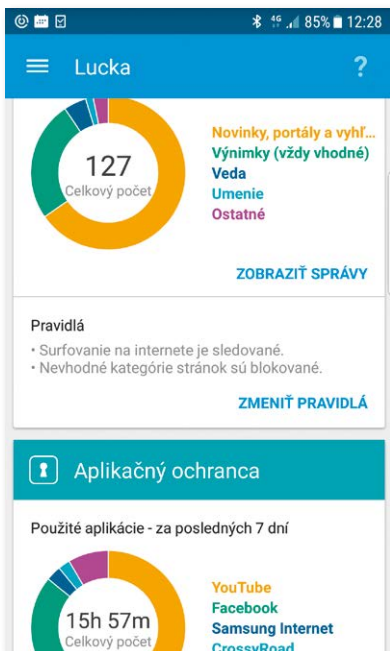 4G 85% 12:28
Lucka ?
127
Celkový počet
Novinky, portály a vyhľ...
Výnimky (vždy vhodné)
Veda
Umenie
Ostatné
ZOBRAZIŤ SPRÁVY
Pravidlá
• Surfovanie na internete je sledované.
• Nevhodné kategórie stránok sú blokované.
ZMENIŤ PRAVIDLÁ
Aplikačný ochranca
Použité aplikácie - za posledných 7 dní
15h 57m
Celkový počet
YouTube
Facebook
Samsung Internet
CrossyRoad